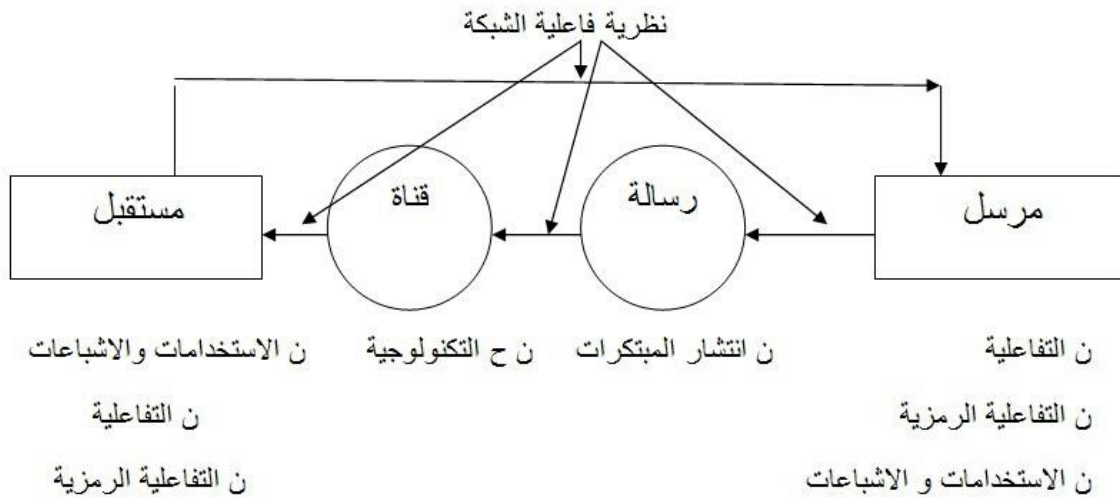 نظرية فاعلية الشبكة
مرسل
رسالة
قناة
مستقبل
ن التفاعلية
ن انتشار المبتكرات
ن ح التكنولوجية
ن الاستخدامات والاشباعات
ن التفاعلية الرمزية
ن التفاعلية
ن الاستخدامات و الاشباعات
ن التفاعلية الرمزية